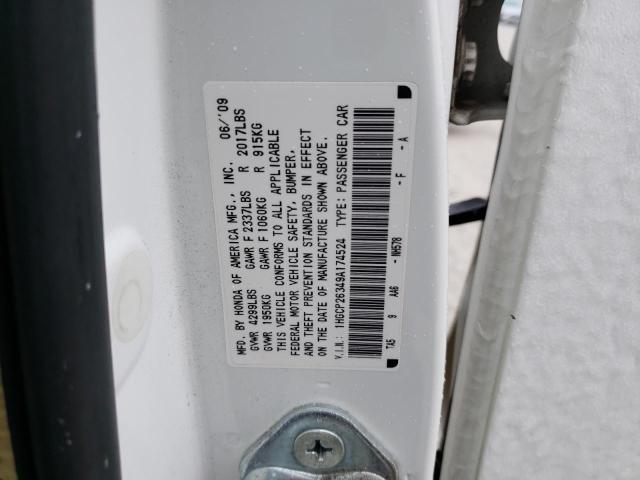 MFD. BY HONDA OF AMERICA MFG., INC. 06/'09
GVWR 4299LBS GAWR F 2337LBS R 2017LBS
GVWR 1950KG GAWR F 1060KG R 915KG
THIS VEHICLE CONFORMS TO ALL APPLICABLE
FEDERAL MOTOR VEHICLE SAFETY, BUMPER,
AND THEFT PREVENTION STANDARDS IN EFFECT
ON THE DATE OF MANUFACTURE SHOWN ABOVE.
V.I.N.: 1HGCP26349A174524 TYPE: PASSENGER CAR
TA5 9 AA6 -NH578 -F -A